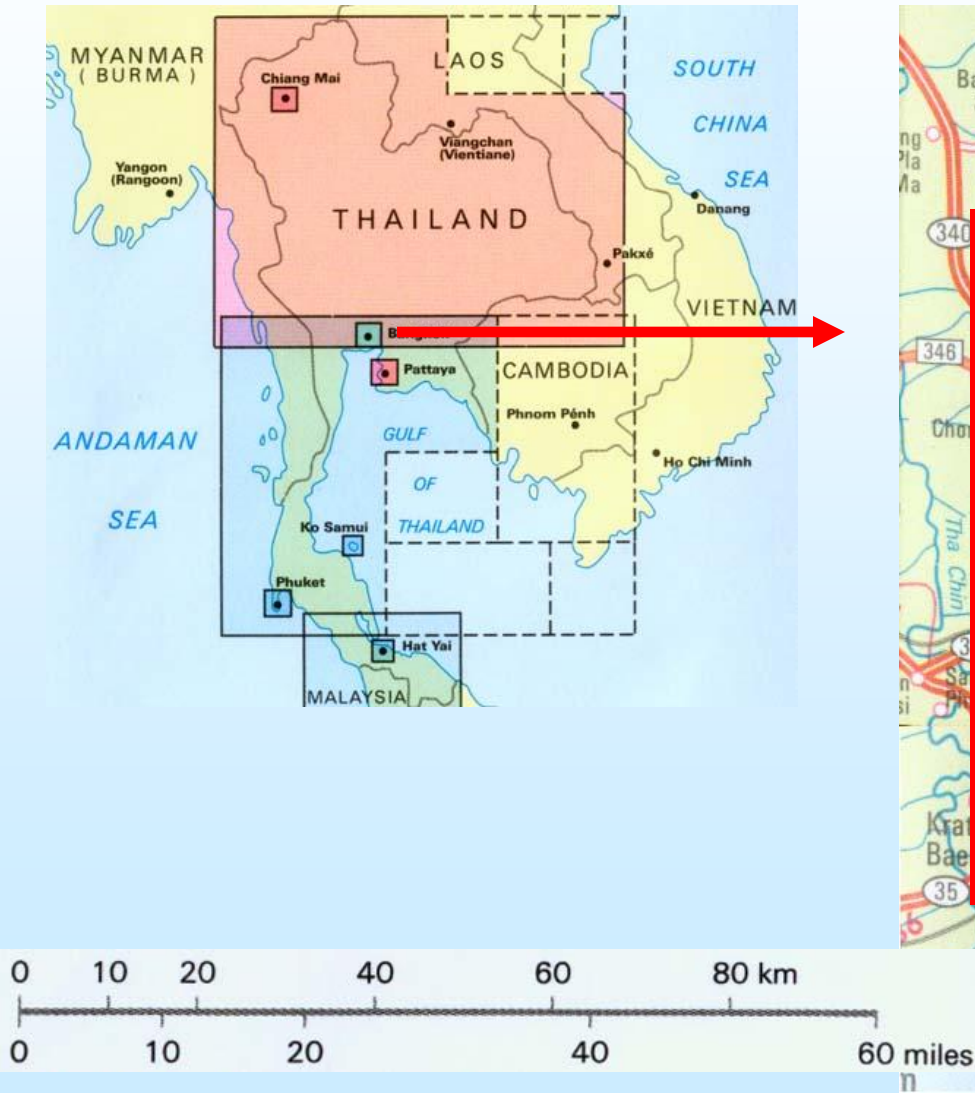 MYANMAR
( BURMA )
LAOS
SOUTH
CHINA
SEA
Chiang Mai
Viangchan
(Vientiane)
Yangon
(Rangoon)
THAILAND
Danang
Pakxé
VIETNAM
Pattaya
CAMBODIA
Phnom Pénh
Ho Chi Minh
ANDAMAN
SEA
GULF
OF
THAILAND
Ko Samui
Phuket
Hat Yai
MALAYSIA
340
346
Tha Chin
35
0 10 20 40 60 80 km
0 10 20 40 60 miles